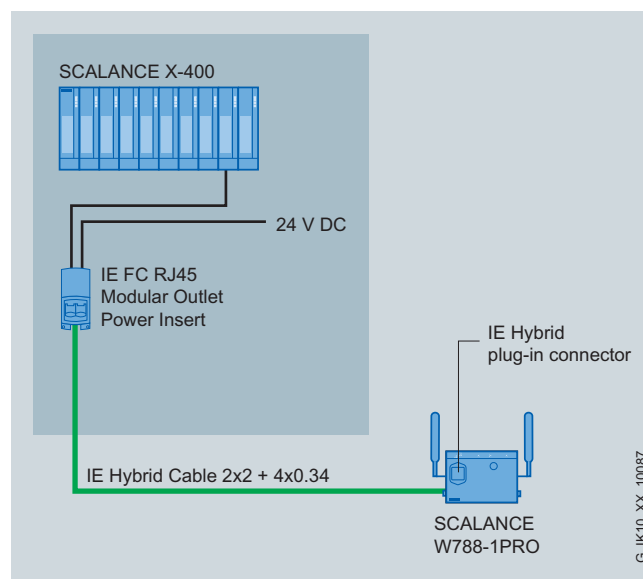 SCALANCE X-400
24 V DC
IE FC RJ45
Modular Outlet
Power Insert
IE Hybrid
plug-in connector
IE Hybrid Cable 2x2 + 4x0.34
SCALANCE
W788-1PRO
G_IK10_XX_10087